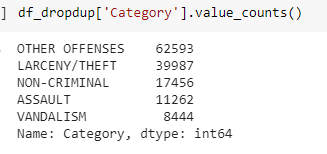 ] df_dropdup['Category'].value_counts()
OTHER OFFENSES 62593
LARCENY/THEFT 39987
NON-CRIMINAL 17456
ASSAULT 11262
VANDALISM 8444
Name: Category, dtype: int64